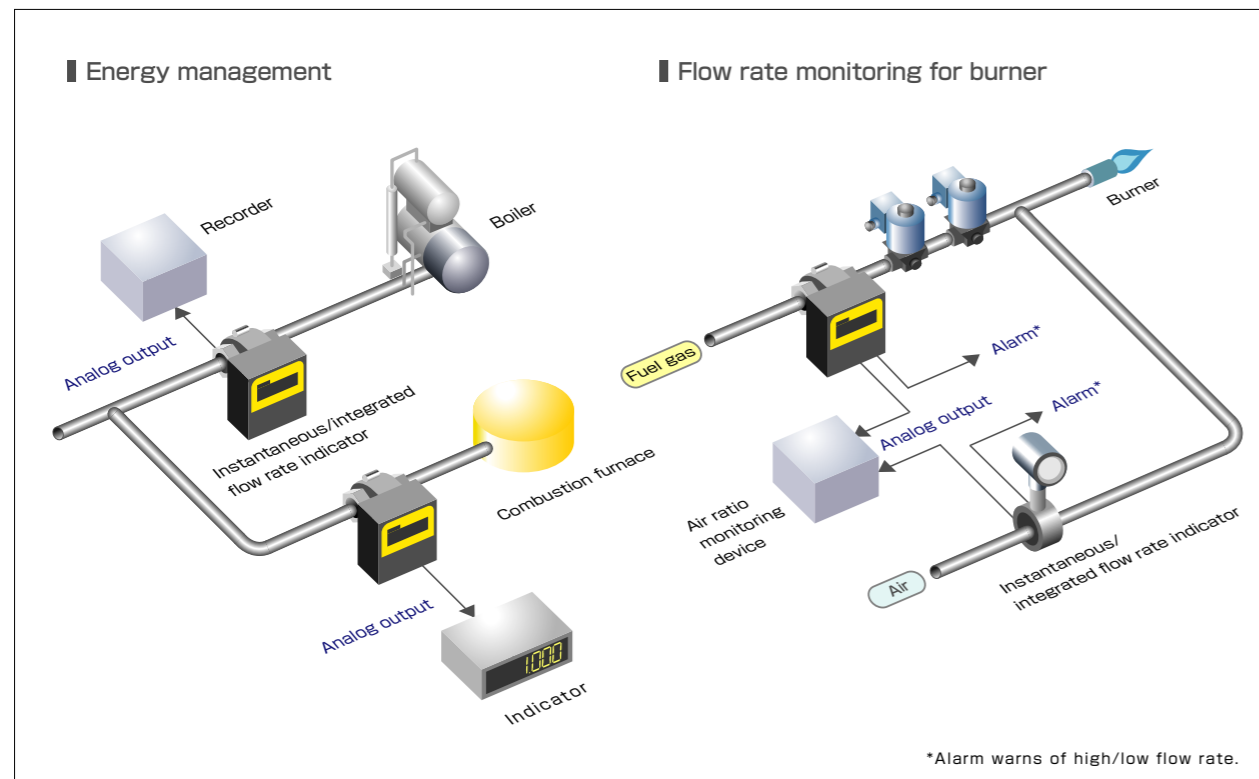 Energy management
Recorder
Boiler
Analog output
Instantaneous/integrated
flow rate indicator
Combustion furnace
Analog output
1.000
Indicator
Flow rate monitoring for burner
Burner
Fuel gas
Alarm*
Alarm*
Analog output
Air ratio
monitoring
device
Air
Instantaneous/
integrated flow rate indicator
*Alarm warns of high/low flow rate.